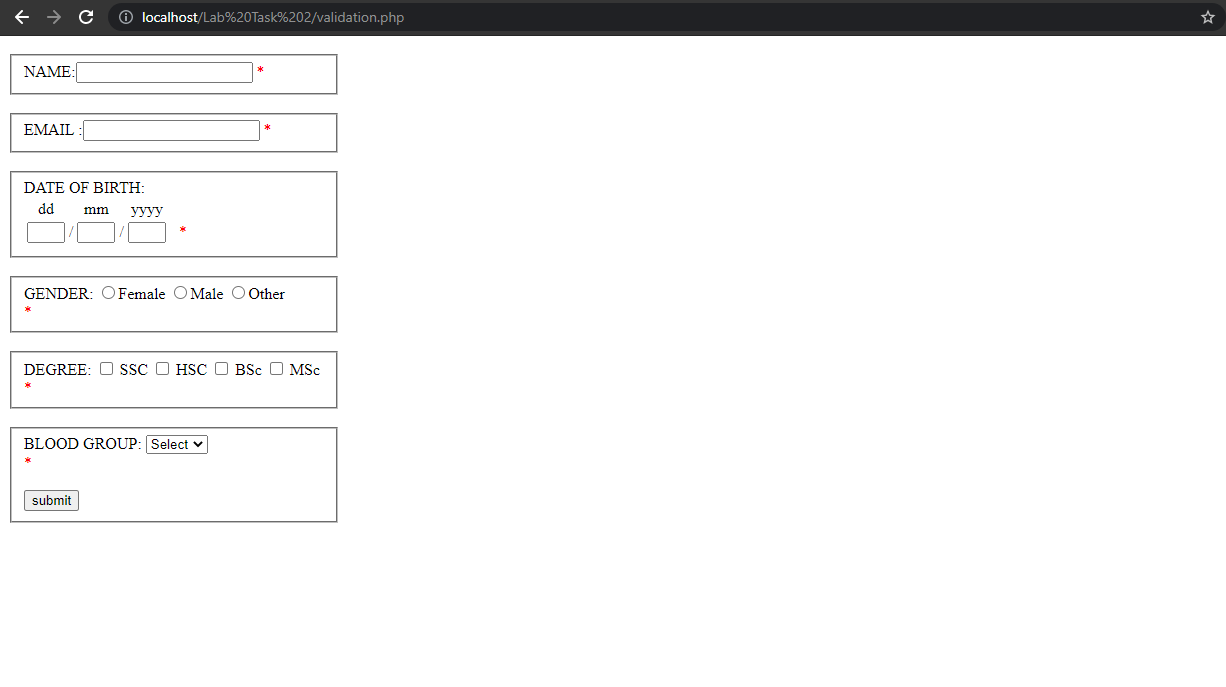 localhost/Lab%20Task%202/validation.php
NAME: *
EMAIL : *
DATE OF BIRTH:
dd mm yyyy
/ / *
GENDER: Female Male Other
*
DEGREE: SSC HSC BSc MSc
*
BLOOD GROUP: Select
*
submit